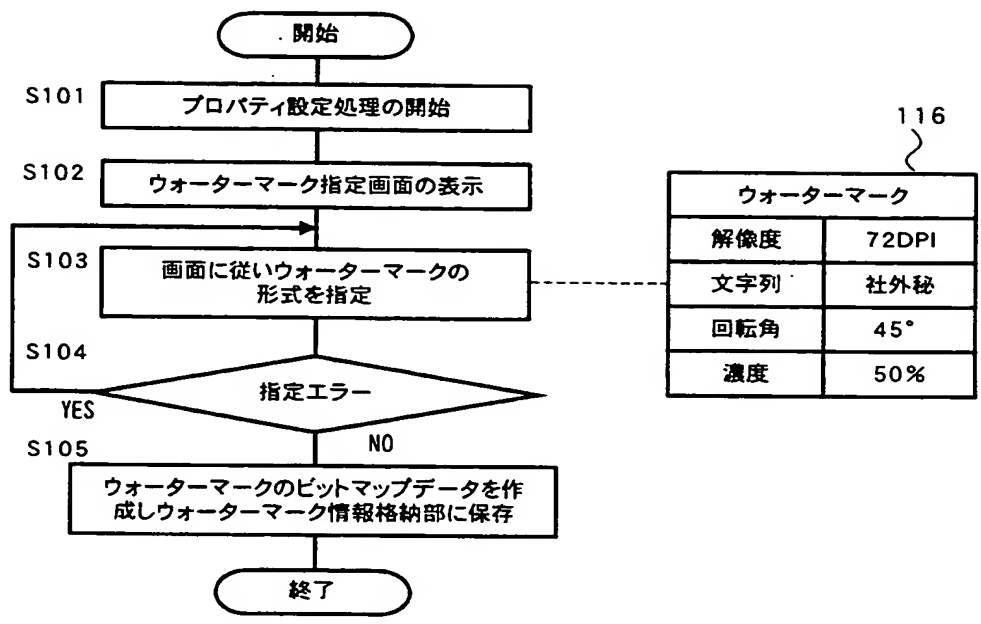 開始
S101
プロパティ設定処理の開始
S102
ウォーターマーク指定画面の表示
S103
画面に従いウォーターマークの
形式を指定
S104
指定エラー
YES
NO
S105
ウォーターマークのビットマップデータを作
成しウォーターマーク情報格納部に保存
終了
116
ウォーターマーク
解像度 72DPI
文字列 社外秘
回転角 45°
濃度 50%